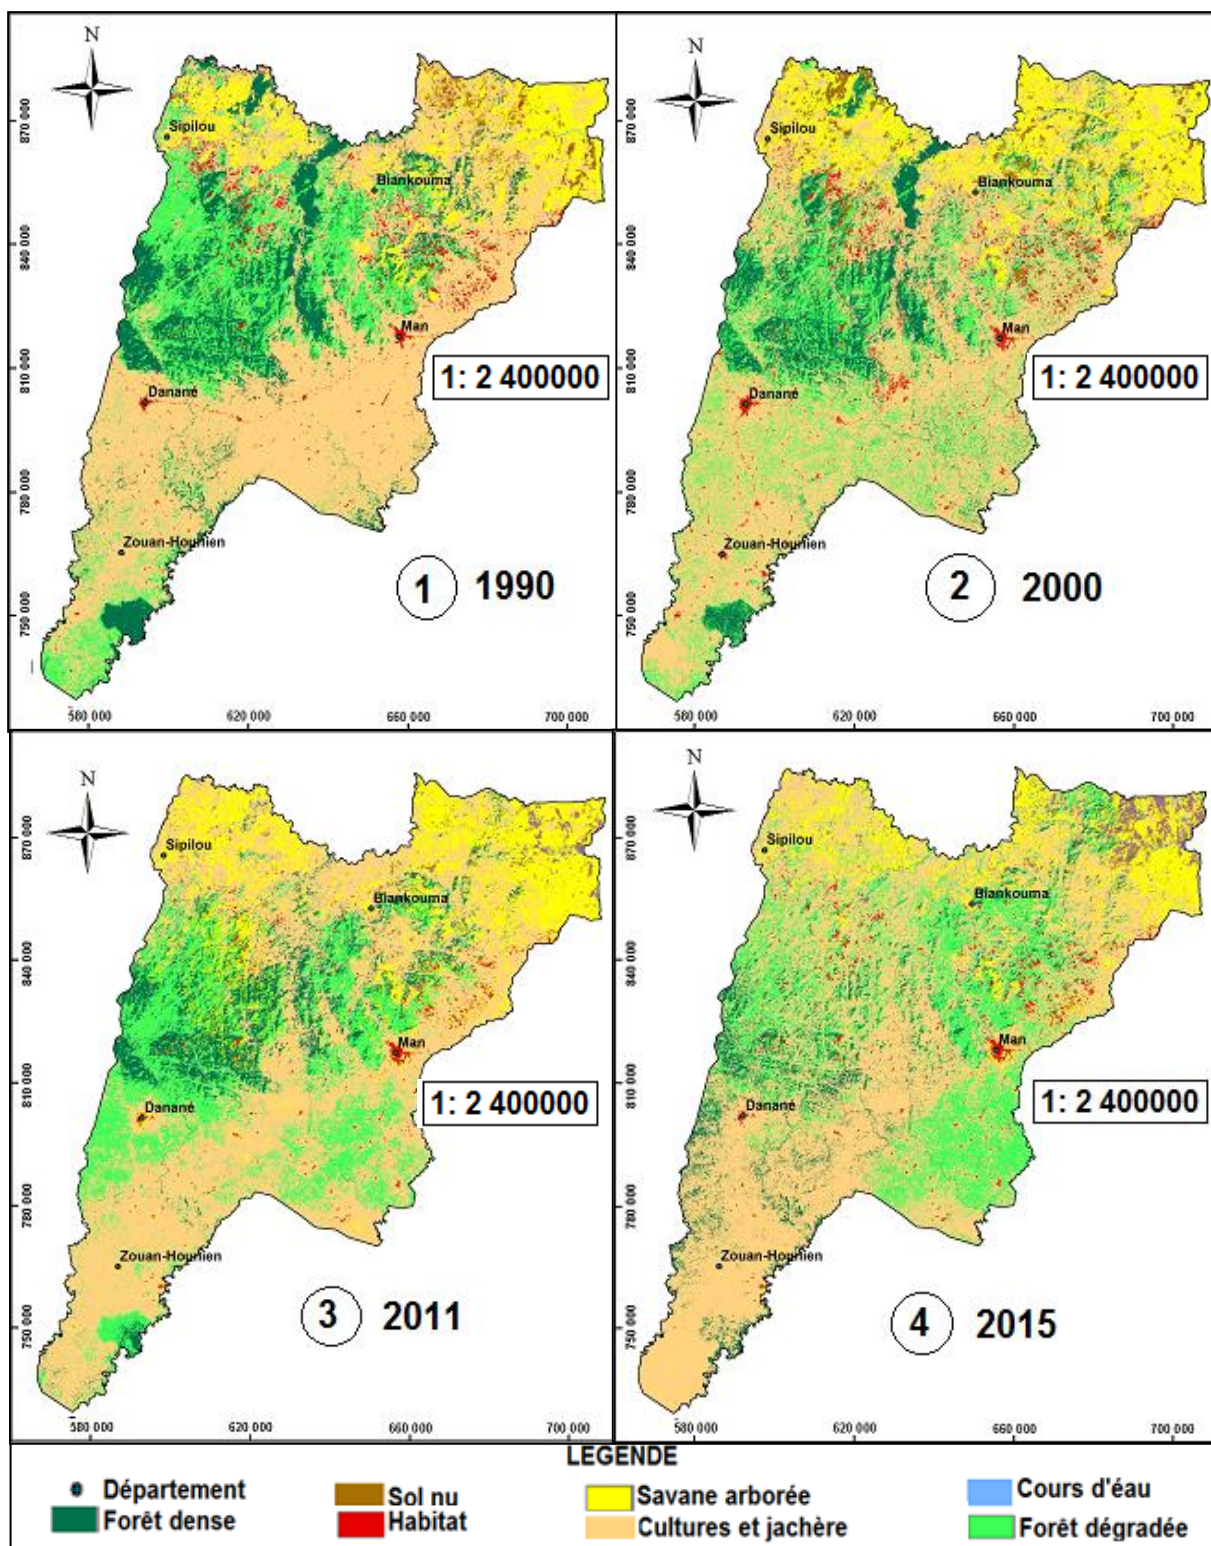 N
N
870 000
840 000
810 000
780 000
750 000
Sipilou
Biankouma
Man
Danané
Zouan-Hounien
1: 2 400000
1 1990
580 000 620 000 660 000 700 000
870 000
840 000
810 000
780 000
750 000
Sipilou
Biankouma
Man
Danané
Zouan-Hounien
1: 2 400000
2 2000
580 000 620 000 660 000 700 000
N
N
870 000
840 000
810 000
780 000
750 000
Sipilou
Biankouma
Man
Danané
Zouan-Hounien
1: 2 400000
3 2011
580 000 620 000 660 000 700 000
870 000
840 000
810 000
780 000
750 000
Sipilou
Biankouma
Man
Danané
Zouan-Hounien
1: 2 400000
4 2015
580 000 620 000 660 000 700 000
LEGENDE
Département
Forêt dense
Sol nu
Habitat
Savane arborée
Cultures et jachère
Cours d'éau
Forêt dégradée